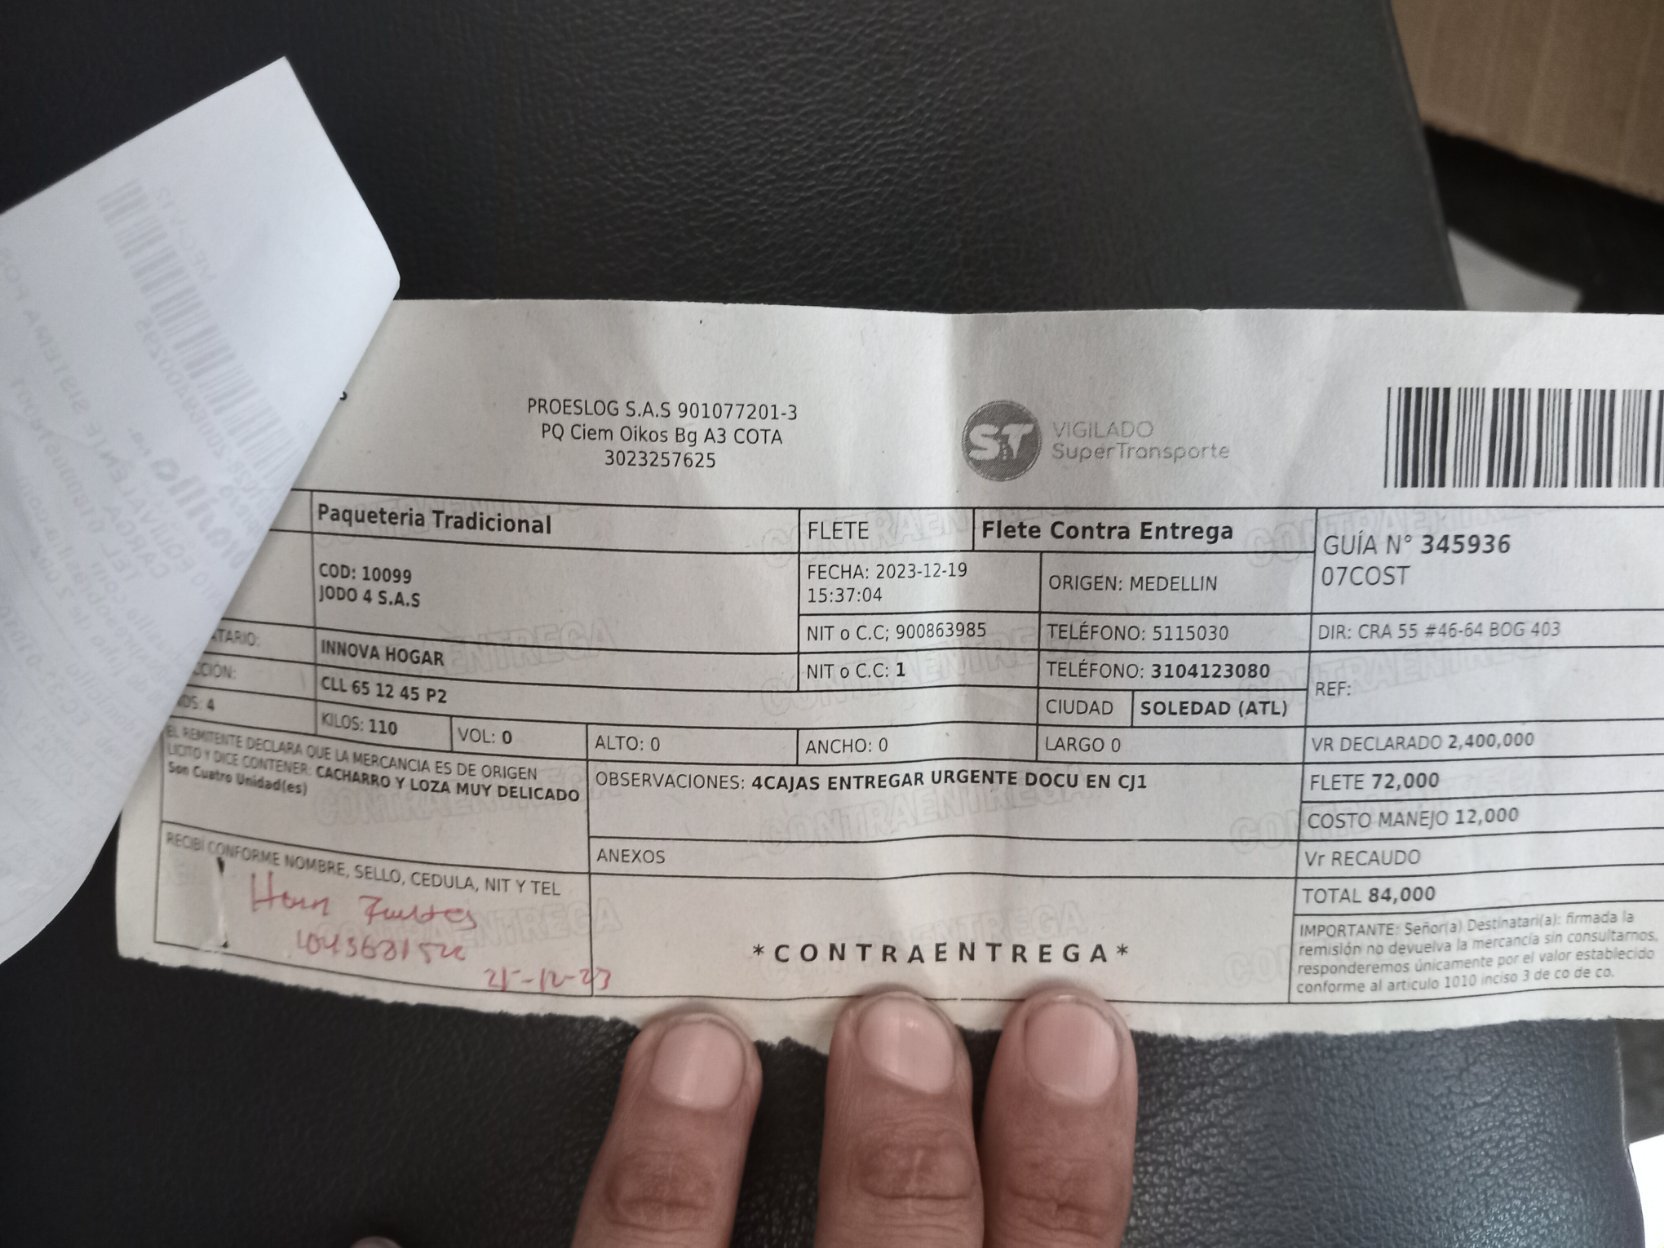 PROESLOG S.A.S 901077201-3
PQ Ciem Oikos Bg A3 COTA
3023257625
ST VIGILADO
SuperTransporte
Paqueteria Tradicional
FLETE
Flete Contra Entrega
GUÍA N° 345936
07COST
COD: 10099
JODO 4 S.A.S
FECHA: 2023-12-19
15:37:04
ORIGEN: MEDELLIN
NIT o C.C; 900863985
TELÉFONO: 5115030
DIR: CRA 55 #46-64 BOG 403
TARIO:
INNOVA HOGAR
NIT o C.C: 1
TELÉFONO: 3104123080
REF:
CCION:
CLL 65 12 45 P2
CIUDAD
SOLEDAD (ATL)
DS: 4
KILOS: 110
VOL: 0
ALTO: 0
ANCHO: 0
LARGO 0
VR DECLARADO 2,400,000
EL REMITENTE DECLARA QUE LA MERCANCIA ES DE ORIGEN
LICITO Y DICE CONTENER: CACHARRO Y LOZA MUY DELICADO
Son Cuatro Unidad(es)
OBSERVACIONES: 4CAJAS ENTREGAR URGENTE DOCU EN CJ1
FLETE 72,000
COSTO MANEJO 12,000
ANEXOS
Vr RECAUDO
RECIBÍ CONFORME NOMBRE, SELLO, CEDULA, NIT Y TEL
TOTAL 84,000
*CONTRAENTREGA*
IMPORTANTE: Señor(a) Destinatari(a): firmada la
remisión no devuelva la mercancía sin consultarnos,
responderemos únicamente por el valor establecido
conforme al articulo 1010 inciso 3 de co de co.